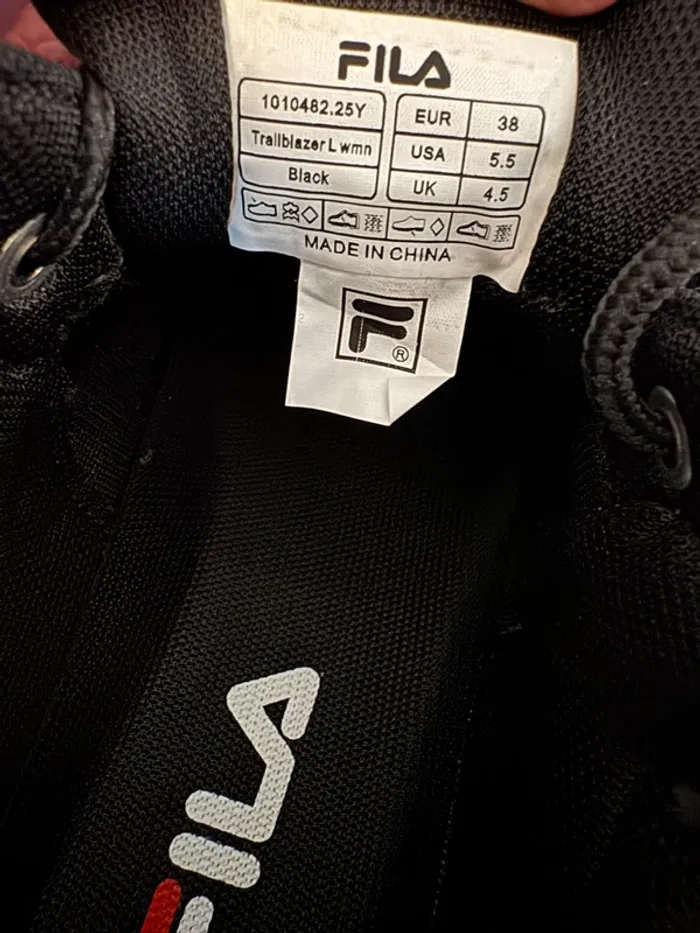 FILA
1010482.25Y
Trailblazer L wmn
Black
EUR 38
USA 5.5
UK 4.5
MADE IN CHINA
F®
FILA